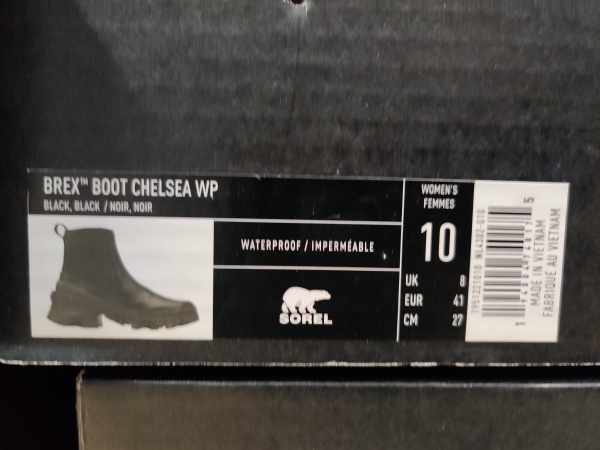 BREX™ BOOT CHELSEA WP
BLACK, BLACK / NOIR, NOIR
WATERPROOF / IMPERMÉABLE
SOREL
WOMEN'S
FEMMES
10
UK 8
EUR 41
CM 27
MADE IN VIETNAM
FABRIQUÉ AU VIETNAM